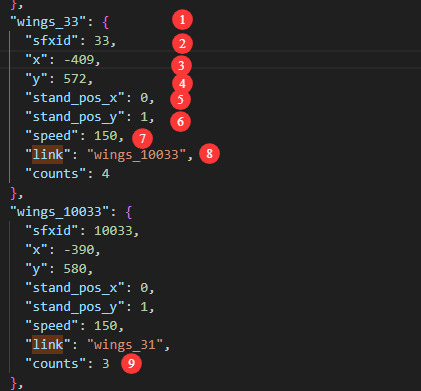 },
"wings_33": { 1
"sfxid": 33, 2
"x": -409, 3
"y": 572, 4
"stand_pos_x": 0, 5
"stand_pos_y": 1, 6
"speed": 150, 7
"link": "wings_10033", 8
"counts": 4
},
"wings_10033": {
"sfxid": 10033,
"x": -390,
"y": 580,
"stand_pos_x": 0,
"stand_pos_y": 1,
"speed": 150,
"link": "wings_31",
"counts": 3 9
},